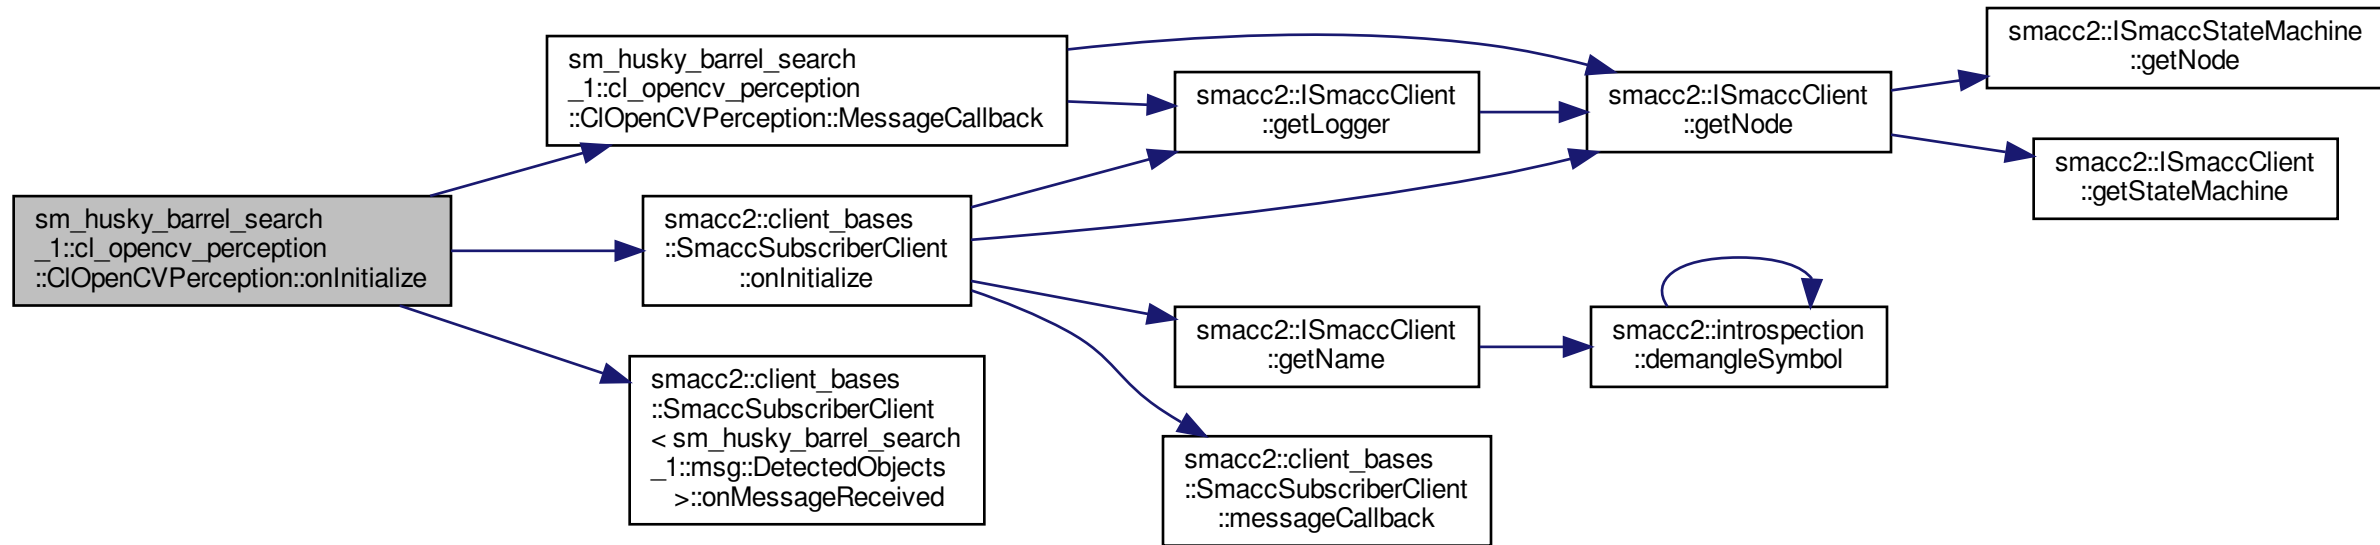 sm_husky_barrel_search
_1::cl_opencv_perception
::ClOpenCVPerception::onInitialize
sm_husky_barrel_search
_1::cl_opencv_perception
::ClOpenCVPerception::MessageCallback
smacc2::client_bases
::SmaccSubscriberClient
::onInitialize
smacc2::client_bases
::SmaccSubscriberClient
< sm_husky_barrel_search
_1::msg::DetectedObjects
>::onMessageReceived
smacc2::ISmaccClient
::getLogger
smacc2::ISmaccClient
::getName
smacc2::client_bases
::SmaccSubscriberClient
::messageCallback
smacc2::ISmaccClient
::getNode
smacc2::introspection
::demangleSymbol
smacc2::ISmaccStateMachine
::getNode
smacc2::ISmaccClient
::getStateMachine